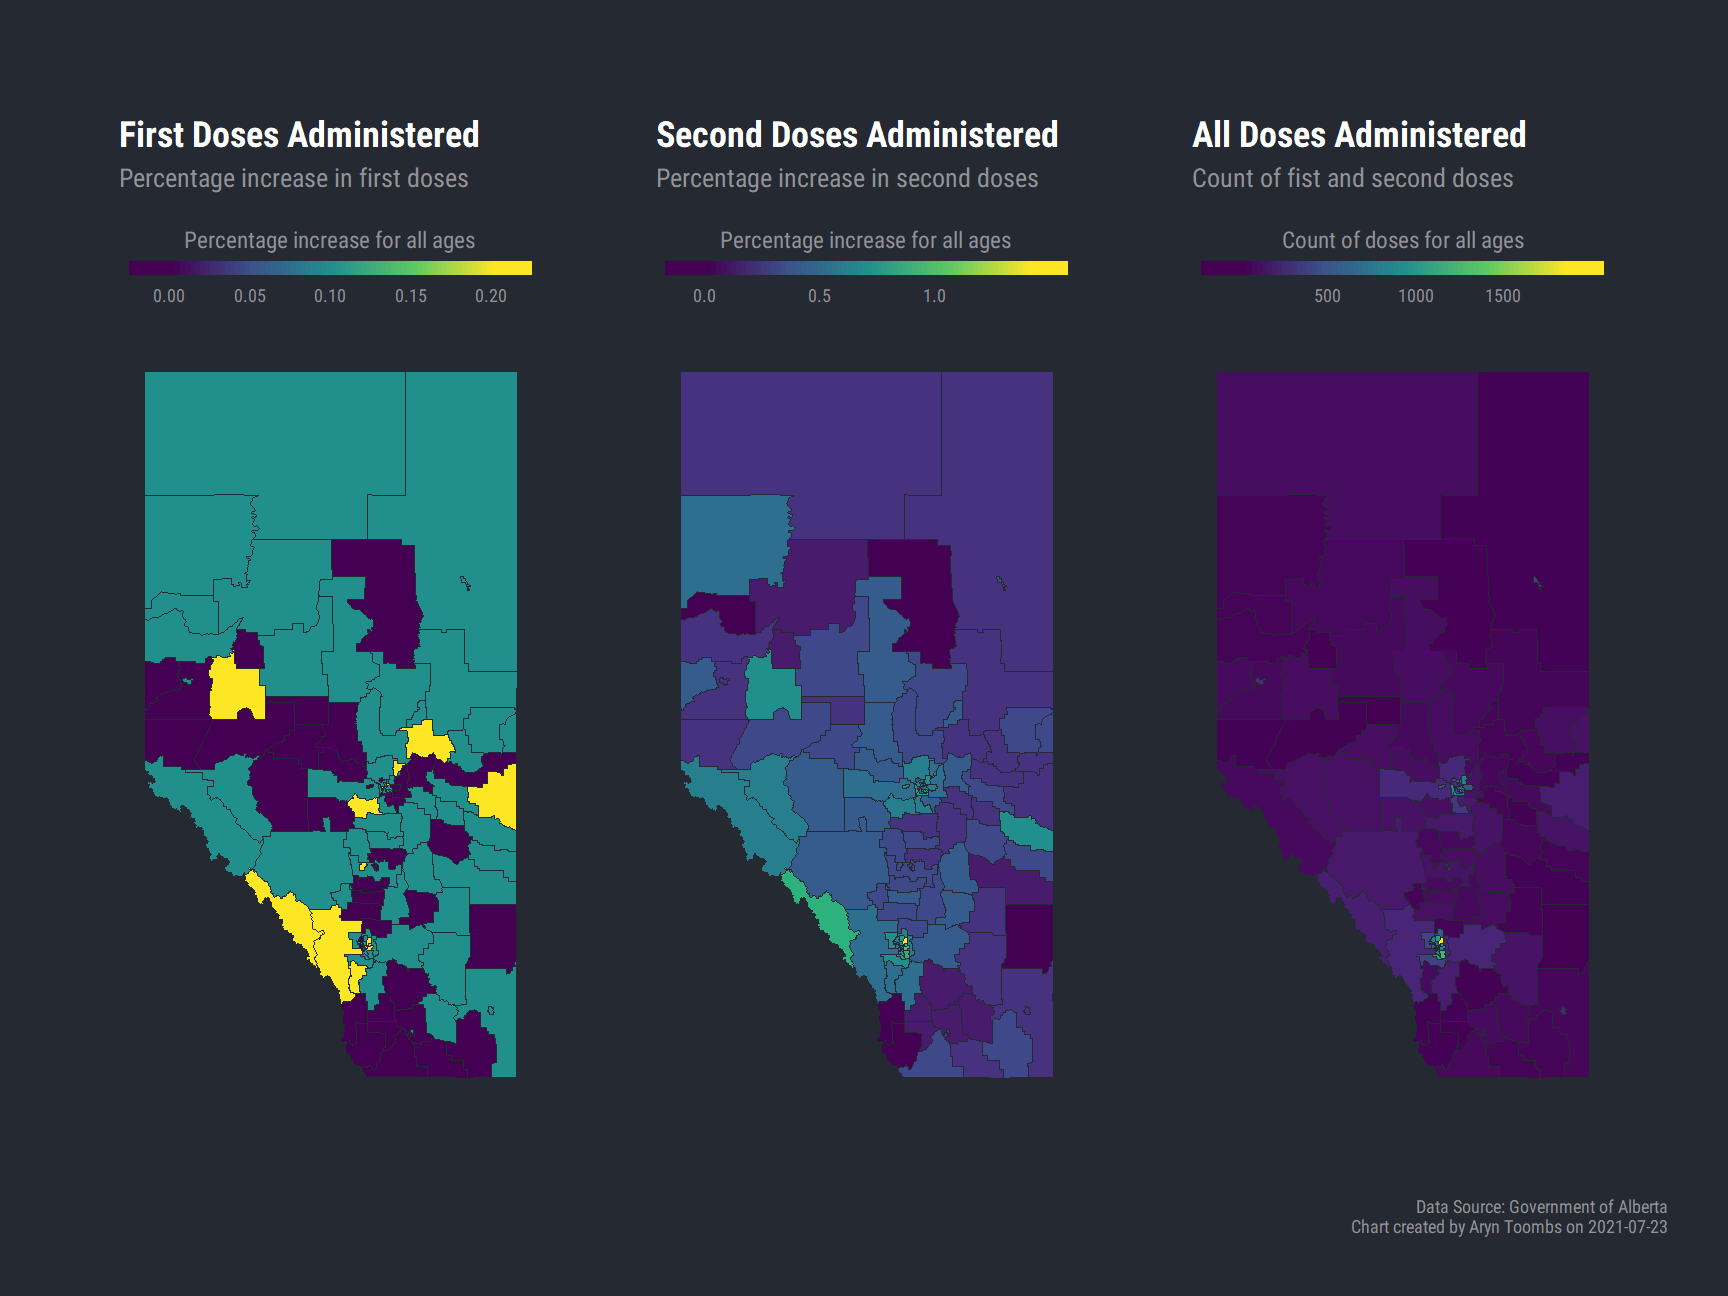 First Doses Administered
Percentage increase in first doses
Percentage increase for all ages
0.00 0.05 0.10 0.15 0.20
Second Doses Administered
Percentage increase in second doses
Percentage increase for all ages
0.0 0.5 1.0
All Doses Administered
Count of fist and second doses
Count of doses for all ages
500 1000 1500
Data Source: Government of Alberta
Chart created by Aryn Toombs on 2021-07-23